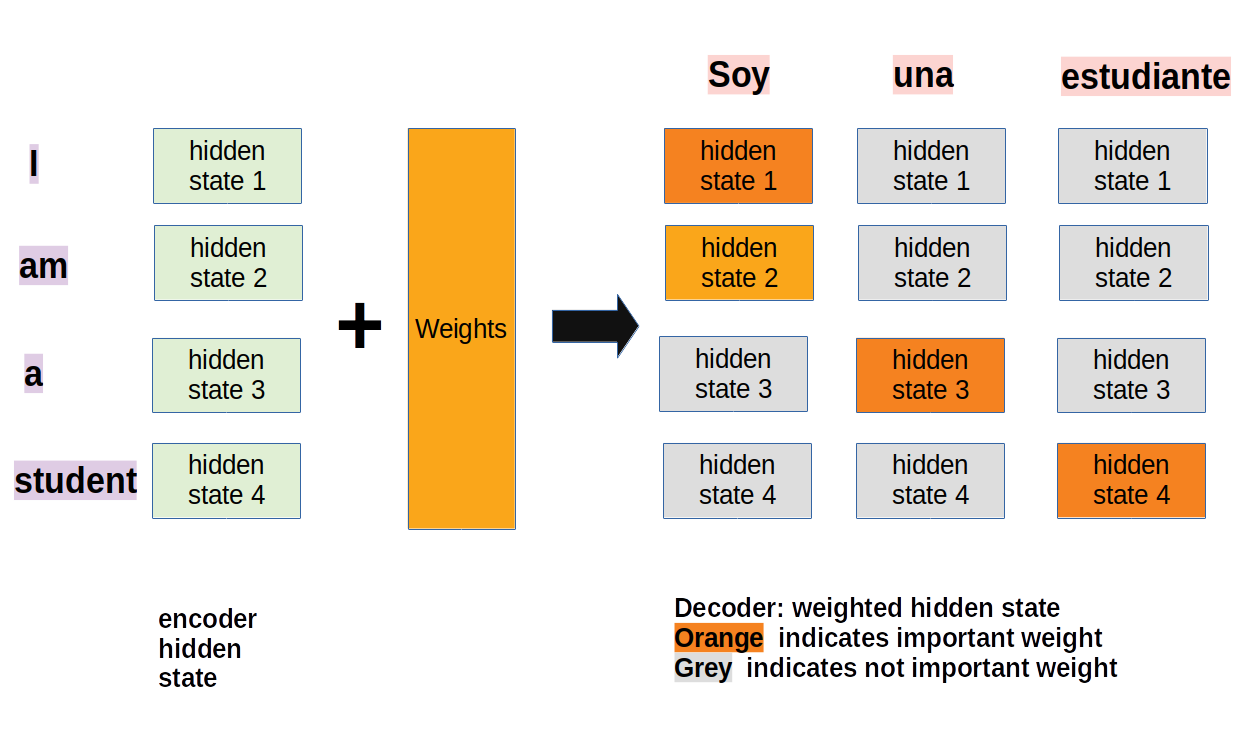 Soy una estudiante
I
hidden
state 1
hidden
state 1
hidden
state 1
hidden
state 1
am
hidden
state 2
hidden
state 2
hidden
state 2
hidden
state 2
Weights
a
hidden
state 3
hidden
state 3
hidden
state 3
hidden
state 3
student
hidden
state 4
hidden
state 4
hidden
state 4
hidden
state 4
encoder
hidden
state
Decoder: weighted hidden state
Orange indicates important weight
Grey indicates not important weight